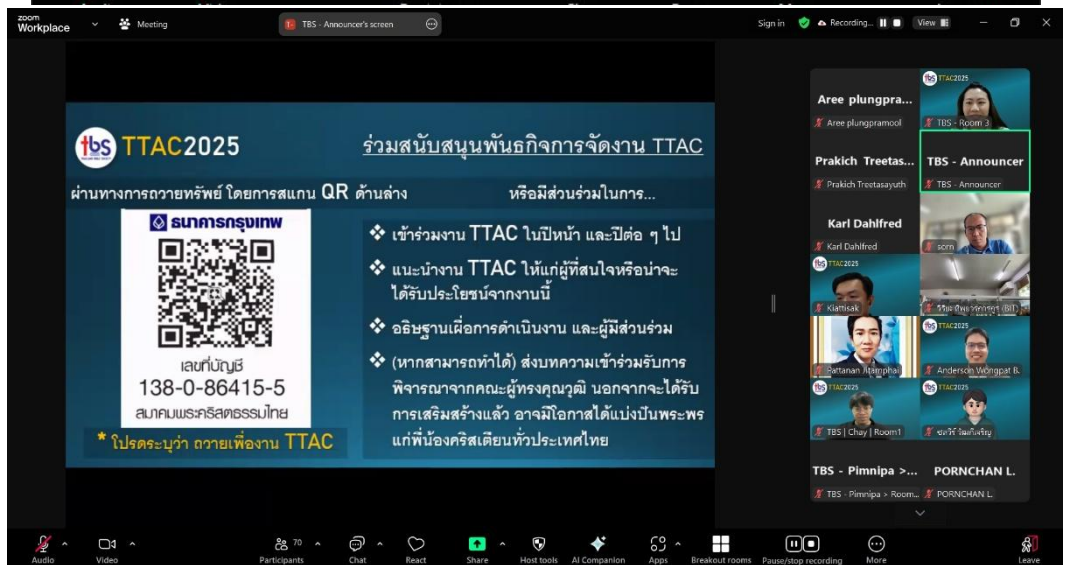 zoom
Workplace
Meeting
TBS - Announcer's screen
Sign in
Recording...
View
tbs TTAC2025
ร่วมสนับสนุนพันธกิจการจัดงาน TTAC
ผ่านทางการถวายทรัพย์ โดยการสแกน QR ด้านล่าง
หรือมีส่วนร่วมในการ...
ธนาคารกรุงเทพ
เลขที่บัญชี
138-0-86415-5
สมาคมพระคริสตธรรมไทย
* โปรดระบุว่า ถวายเพื่องาน TTAC
❖ เข้าร่วมงาน TTAC ในปีหน้า และปีต่อ ๆ ไป
❖ แนะนำงาน TTAC ให้แก่ผู้ที่สนใจหรือน่าจะ
ได้รับประโยชน์จากงานนี้
❖ อธิษฐานเผื่อการดำเนินงาน และผู้มีส่วนร่วม
❖ (หากสามารถทำได้) ส่งบทความเข้าร่วมรับการ
พิจารณาจากคณะผู้ทรงคุณวุฒิ นอกจากจะได้รับ
การเสริมสร้างแล้ว อาจมีโอกาสได้แบ่งปันพระพร
แก่พี่น้องคริสเตียนทั่วประเทศไทย
Aree plungpra...
Aree plungpramool
tbs TTAC2025
TBS - Room 3
Prakich Treetas...
Prakich Treetasayuth
TBS - Announcer
TBS - Announcer
Karl Dahlfred
Karl Dahlfred
sorn
tbs TTAC2025
Kiattisak
(BIT)
Pattanan Jitamphai
tbs TTAC2025
Anderson Wongpat B.
tbs TTAC2025
TBS | Chay | Room1
tbs TTAC2025
TBS - Pimnipa >...
TBS - Pimnipa > Room...
PORNCHAN L.
PORNCHAN L.
Audio
Video
70
Participants
Chat
React
Share
Host tools
AI Companion
Apps
Breakout rooms
Pause/stop recording
More
Leave